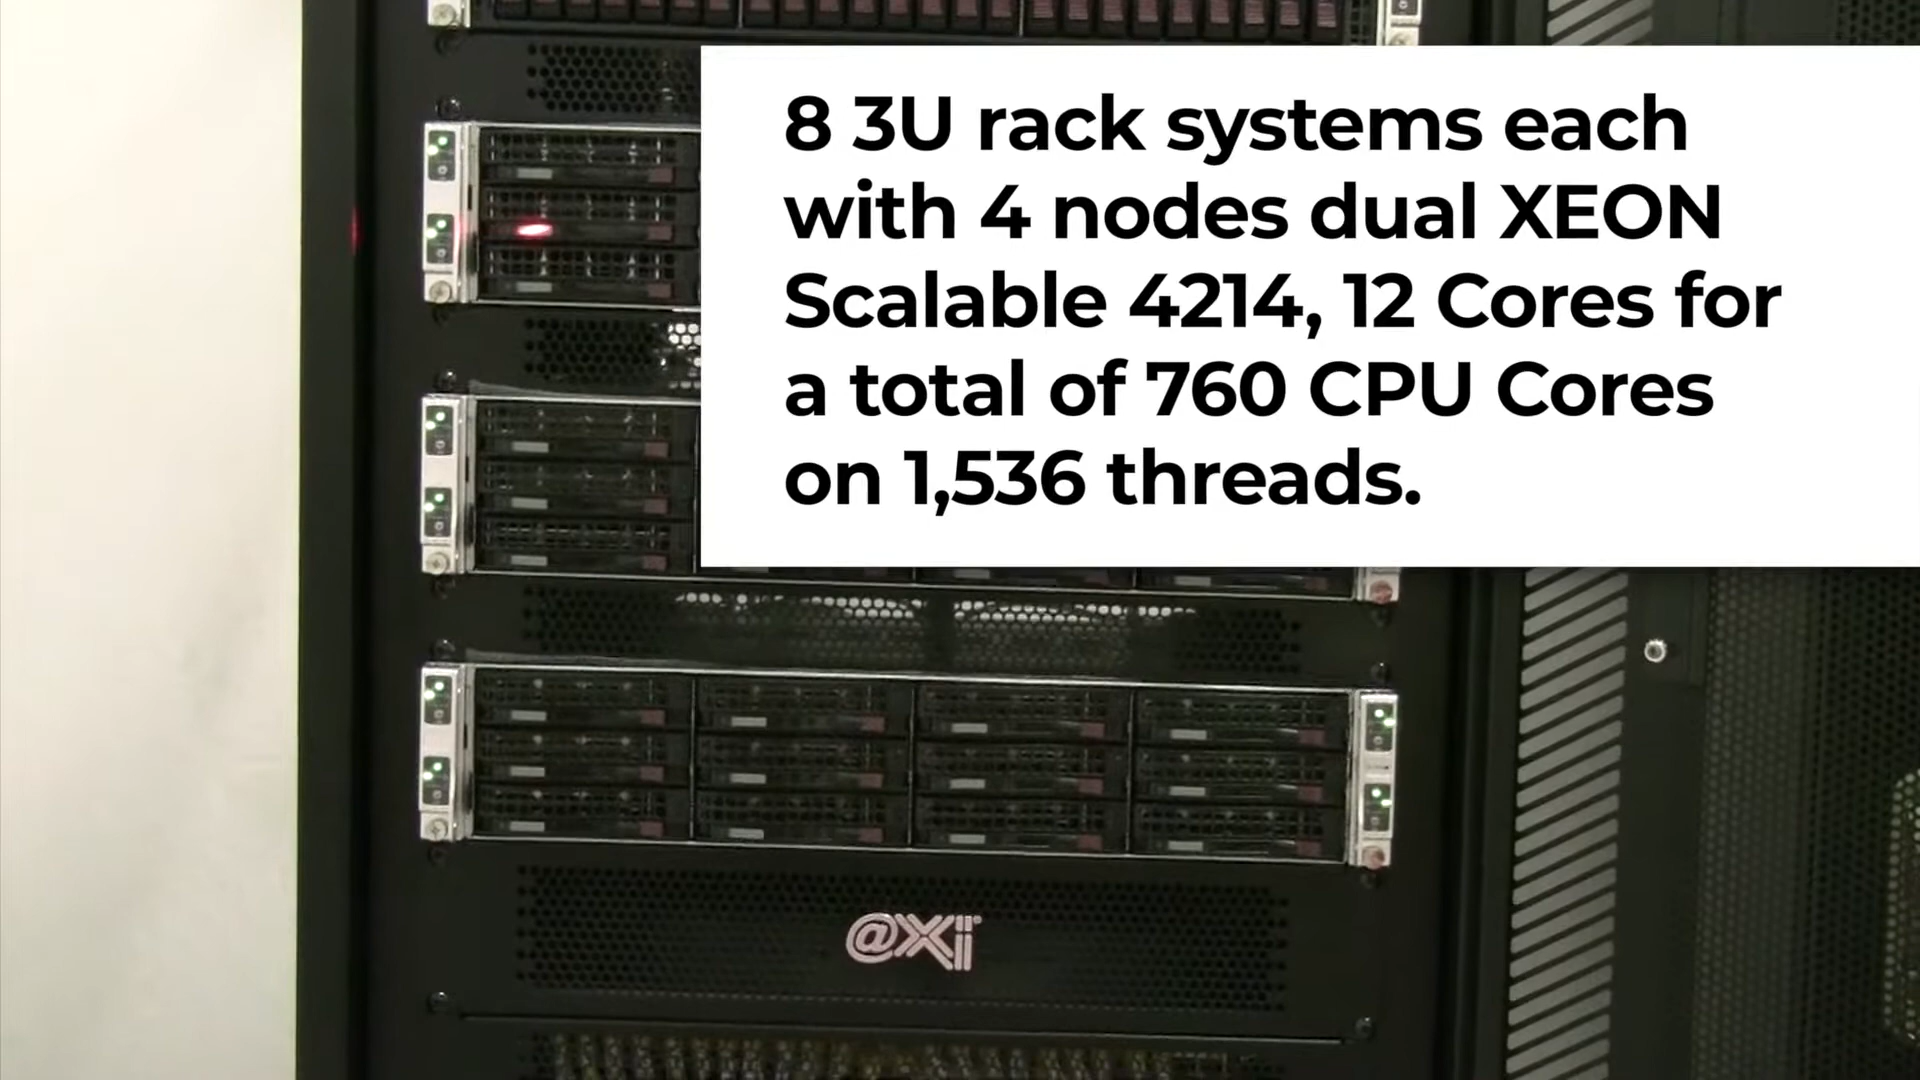 8 3U rack systems each
with 4 nodes dual XEON
Scalable 4214, 12 Cores for
a total of 760 CPU Cores
on 1,536 threads.
@Xi